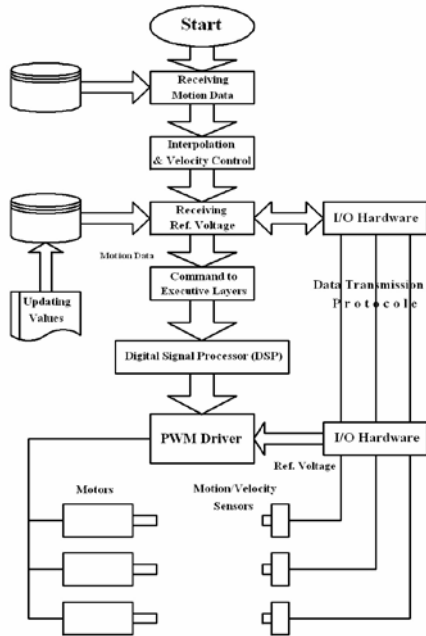 Start
Receiving
Motion Data
Interpolation
& Velocity Control
Receiving
Ref. Voltage
I/O Hardware
Motion Data
Updating
Values
Command to
Executive Layers
Data Transmission
Protocole
Digital Signal Processor (DSP)
PWM Driver
I/O Hardware
Ref. Voltage
Motors
Motion/Velocity
Sensors